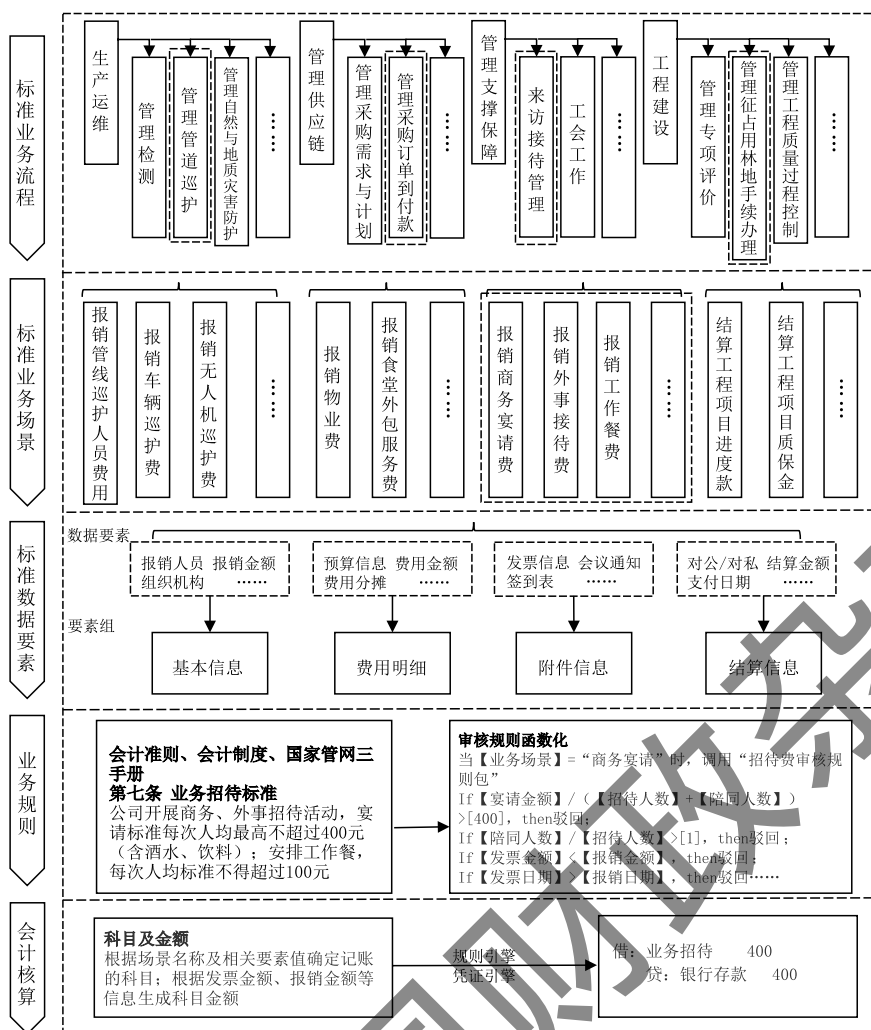 标准业务流程
生产运维
管理检测
管理管道巡护
管理自然与地质灾害防护
……
管理供应链
管理采购需求与计划
管理采购订单到付款
……
管理支撑保障
来访接待管理
工会工作
……
工程建设
管理专项评价
管理征占用林地手续办理
管理工程质量过程控制
……
标准业务场景
报销管线巡护人员费用
报销车辆巡护费
报销无人机巡护费
……
报销物业费
报销食堂外包服务费
……
报销商务宴请费
报销外事接待费
报销工作餐费
……
结算工程项目进度款
结算工程项目质保金
……
标准数据要素
数据要素
报销人员 报销金额
组织机构 ……
预算信息 费用金额
费用分摊 ……
发票信息 会议通知
签到表 ……
对公/对私 结算金额
支付日期 ……
要素组
基本信息
费用明细
附件信息
结算信息
业务规则
会计准则、会计制度、国家管网三
手册
第七条 业务招待标准
公司开展商务、外事招待活动，宴
请标准每次人均最高不超过400元
（含酒水、饮料）；安排工作餐，
每次人均标准不得超过100元
审核规则函数化
当【业务场景】=“商务宴请”时，调用“招待费审核规
则包”
If【宴请金额】/（【招待人数】+【陪同人数】）
>[400]，then驳回；
If【陪同人数】/【招待人数】>[1]，then驳回；
If【发票金额】<【报销金额】，then驳回；
If【发票日期】>【报销日期】，then驳回……
会计核算
科目及金额
根据场景名称及相关要素值确定记账
的科目；根据发票金额、报销金额等
信息生成科目金额
规则引擎
凭证引擎
借：业务招待 400
贷：银行存款 400
国财政杂